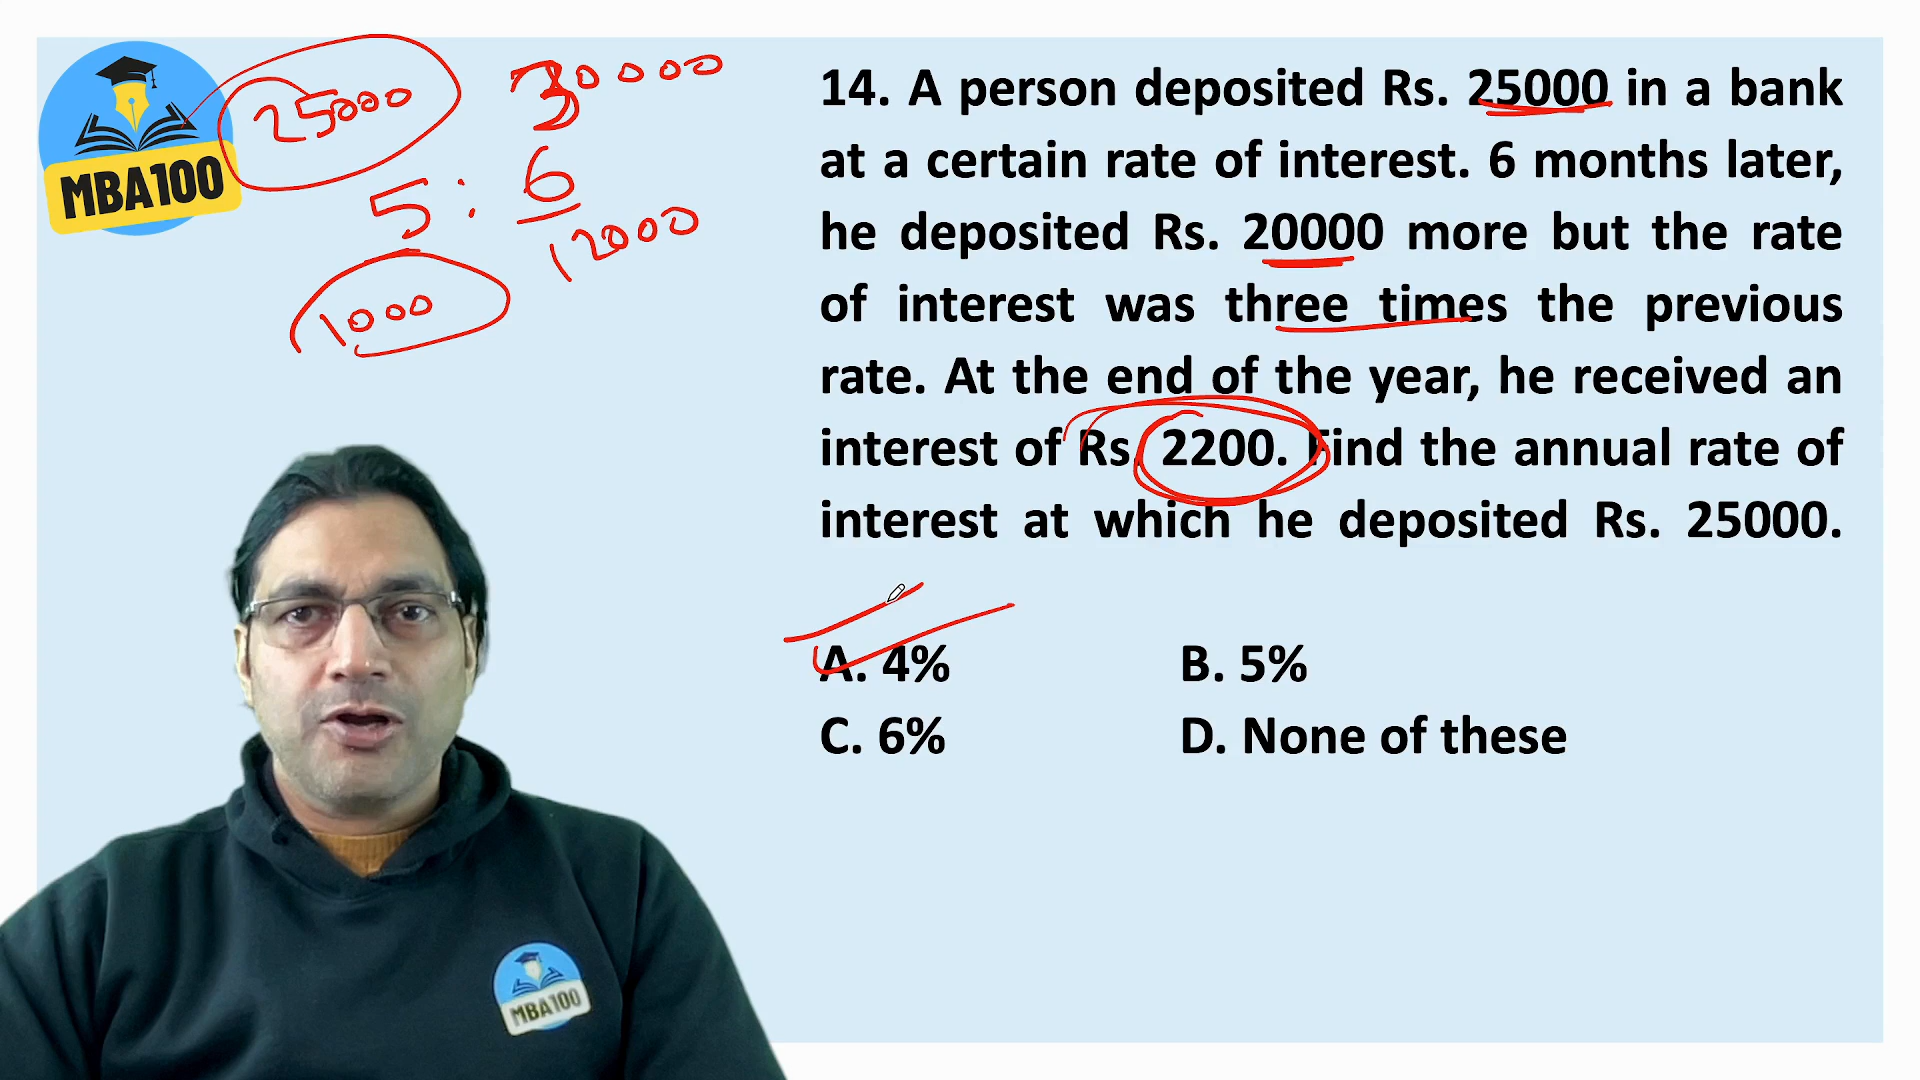 25000
30000
5 : 6
12000
1000
MBA100
14. A person deposited Rs. 25000 in a bank
at a certain rate of interest. 6 months later,
he deposited Rs. 20000 more but the rate
of interest was three times the previous
rate. At the end of the year, he received an
interest of Rs. 2200. Find the annual rate of
interest at which he deposited Rs. 25000.
A. 4% B. 5%
C. 6% D. None of these
MBA100